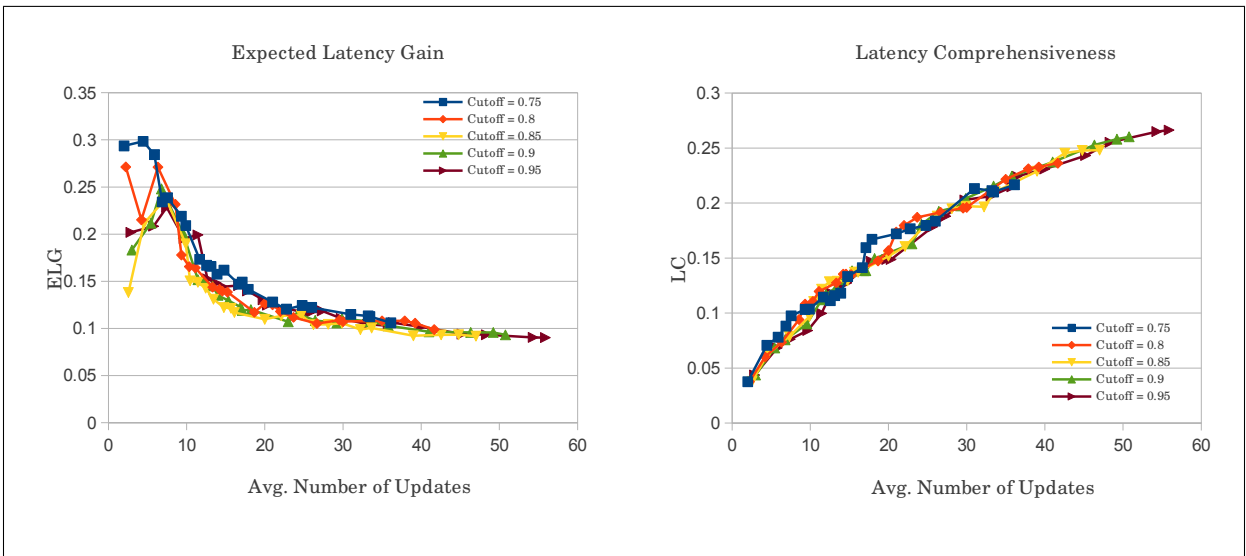 Expected Latency Gain
ELG
0.35
0.3
0.25
0.2
0.15
0.1
0.05
0
0 10 20 30 40 50 60
Avg. Number of Updates
Cutoff = 0.75
Cutoff = 0.8
Cutoff = 0.85
Cutoff = 0.9
Cutoff = 0.95
Latency Comprehensiveness
LC
0.3
0.25
0.2
0.15
0.1
0.05
0
0 10 20 30 40 50 60
Avg. Number of Updates
Cutoff = 0.75
Cutoff = 0.8
Cutoff = 0.85
Cutoff = 0.9
Cutoff = 0.95